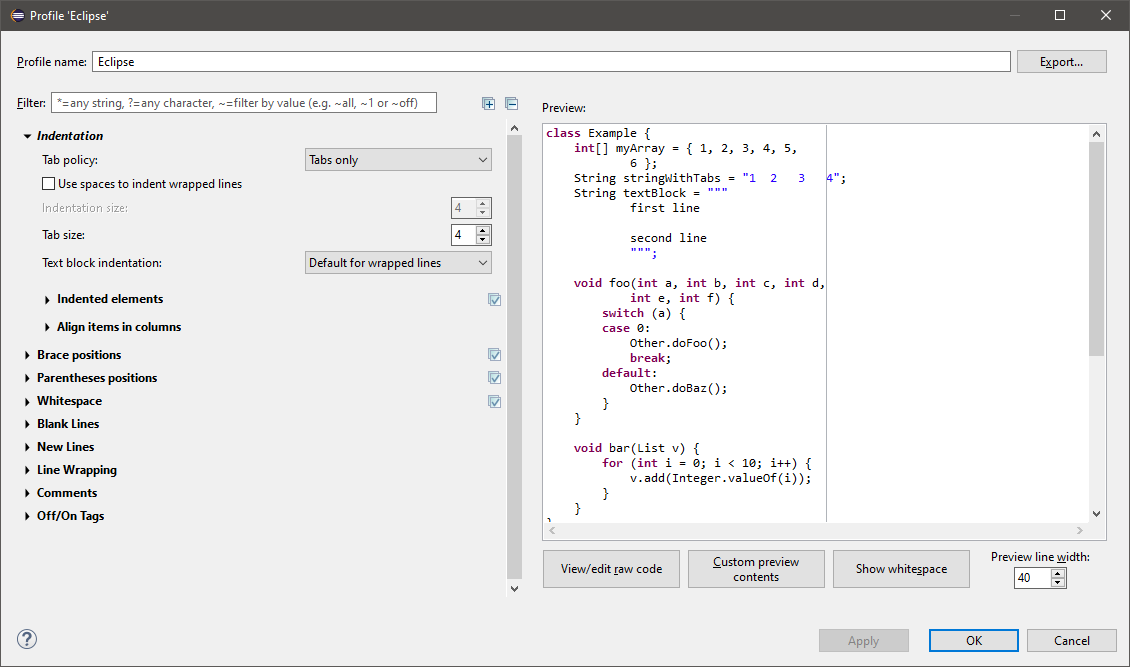 Profile 'Eclipse'
Profile name: Eclipse Export...
Filter: *=any string, ?=any character, ~=filter by value (e.g. ~all, ~1 or ~off)
Indentation
Tab policy: Tabs only
Use spaces to indent wrapped lines
Indentation size: 4
Tab size: 4
Text block indentation: Default for wrapped lines
Indented elements
Align items in columns
Brace positions
Parentheses positions
Whitespace
Blank Lines
New Lines
Line Wrapping
Comments
Off/On Tags
Preview:
class Example {
    int[] myArray = { 1, 2, 3, 4, 5,
            6 };
    String stringWithTabs = "1  2   3   4";
    String textBlock = """
            first line

            second line
            """;

    void foo(int a, int b, int c, int d,
            int e, int f) {
        switch (a) {
        case 0:
            Other.doFoo();
            break;
        default:
            Other.doBaz();
        }
    }

    void bar(List v) {
        for (int i = 0; i < 10; i++) {
            v.add(Integer.valueOf(i));
        }
    }
}
View/edit raw code
Custom preview
contents
Show whitespace
Preview line width:
40
?
Apply OK Cancel